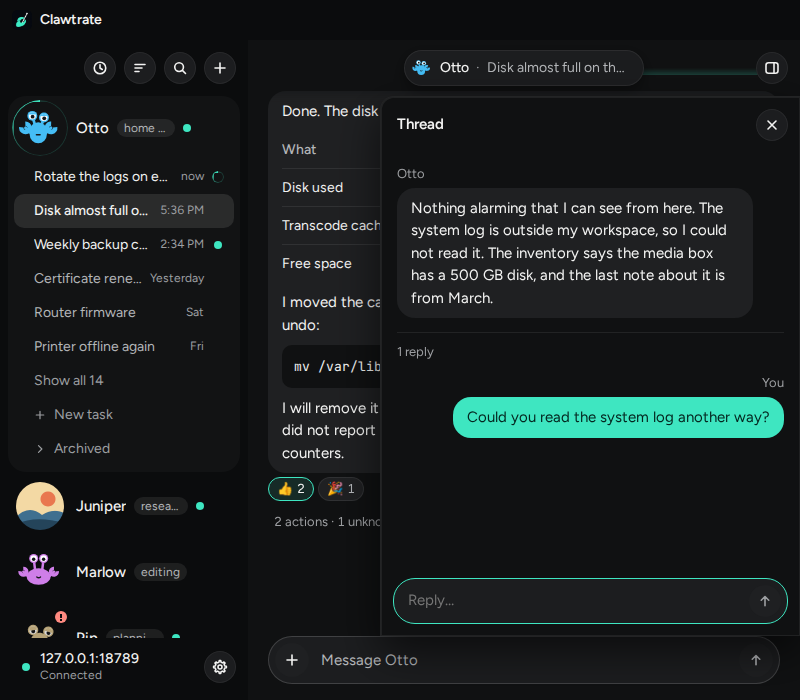 Clawtrate
Otto · Disk almost full on th...
Otto home ...
Rotate the logs on e... now
Disk almost full o... 5:36 PM
Weekly backup c... 2:34 PM
Certificate rene... Yesterday
Router firmware Sat
Printer offline again Fri
Show all 14
+ New task
> Archived
Juniper resea...
Marlow editing
Pip planni...
127.0.0.1:18789
Connected
Done. The disk
What
Disk used
Transcode cach
Free space
I moved the ca
undo:
mv /var/lib
I will remove it
did not report
counters.
👍 2 🎉 1
2 actions · 1 unkno
Message Otto
Thread
Otto
Nothing alarming that I can see from here. The
system log is outside my workspace, so I could
not read it. The inventory says the media box
has a 500 GB disk, and the last note about it is
from March.
1 reply
You
Could you read the system log another way?
Reply...